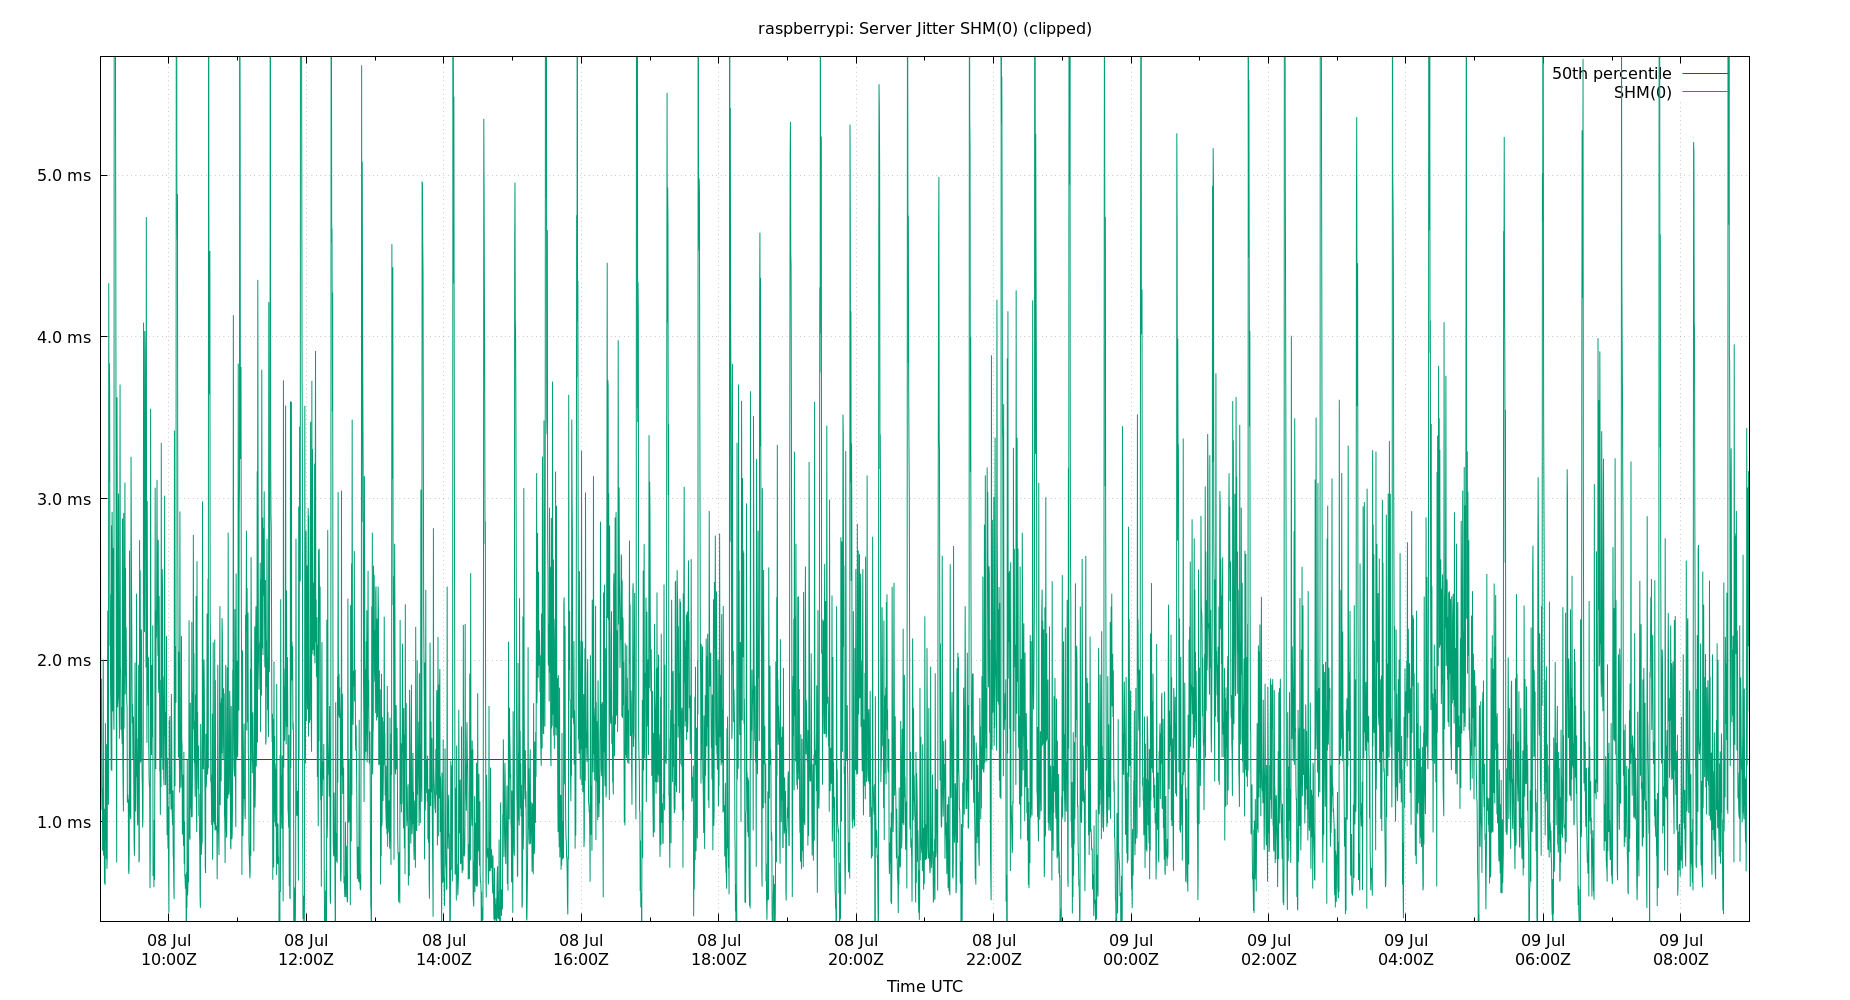 raspberrypi: Server Jitter SHM(0) (clipped)
50th percentile
SHM(0)
5.0 ms
4.0 ms
3.0 ms
2.0 ms
1.0 ms
08 Jul 08 Jul 08 Jul 08 Jul 08 Jul 08 Jul 08 Jul 09 Jul 09 Jul 09 Jul 09 Jul 09 Jul
10:00Z 12:00Z 14:00Z 16:00Z 18:00Z 20:00Z 22:00Z 00:00Z 02:00Z 04:00Z 06:00Z 08:00Z
Time UTC